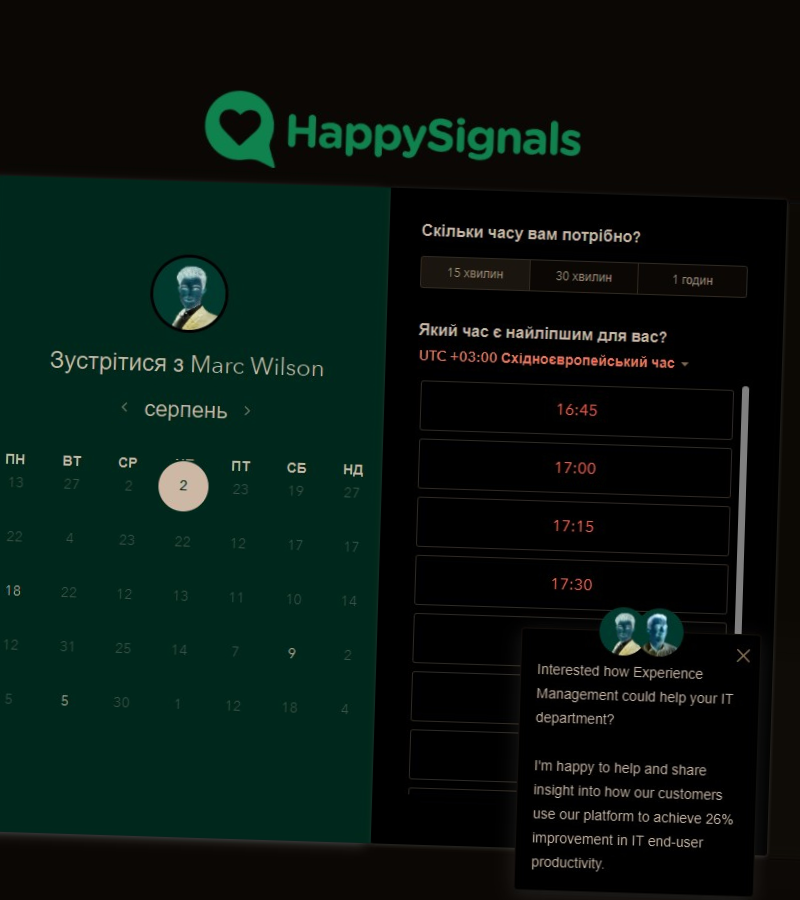 HappySignals
Зустрітися з Marc Wilson
серпень
ПН ВТ СР ПТ СБ НД
13 27 2 2 23 19 27
22 4 23 22 12 17 17
18 22 12 13 11 10 14
12 31 25 14 7 9 2
5 5 30 1 12 18 4
Скільки часу вам потрібно?
15 хвилин 30 хвилин 1 годин
Який час є найліпшим для вас?
UTC +03:00 Східноєвропейський час
16:45
17:00
17:15
17:30
Interested how Experience
Management could help your IT
department?
I'm happy to help and share
insight into how our customers
use our platform to achieve 26%
improvement in IT end-user
productivity.